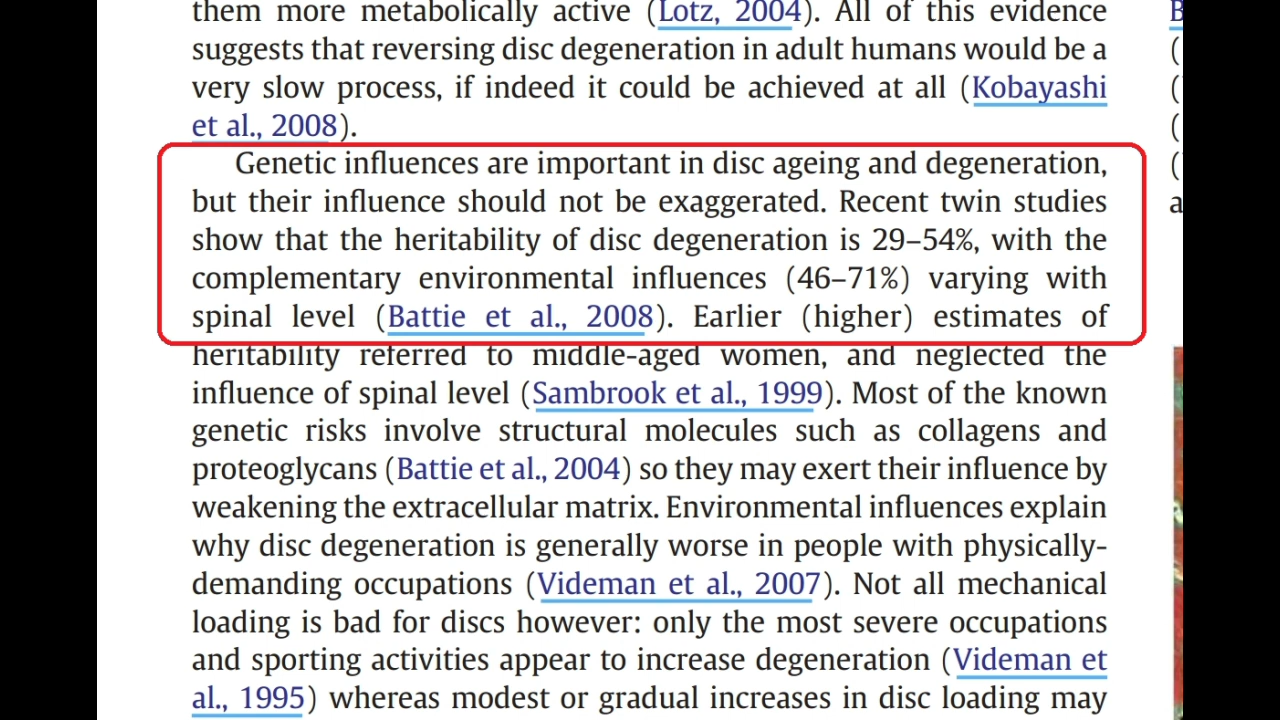 them more metabolically active (Lotz, 2004). All of this evidence
suggests that reversing disc degeneration in adult humans would be a
very slow process, if indeed it could be achieved at all (Kobayashi
et al., 2008).
Genetic influences are important in disc ageing and degeneration,
but their influence should not be exaggerated. Recent twin studies
show that the heritability of disc degeneration is 29–54%, with the
complementary environmental influences (46–71%) varying with
spinal level (Battie et al., 2008). Earlier (higher) estimates of
heritability referred to middle-aged women, and neglected the
influence of spinal level (Sambrook et al., 1999). Most of the known
genetic risks involve structural molecules such as collagens and
proteoglycans (Battie et al., 2004) so they may exert their influence by
weakening the extracellular matrix. Environmental influences explain
why disc degeneration is generally worse in people with physically-
demanding occupations (Videman et al., 2007). Not all mechanical
loading is bad for discs however: only the most severe occupations
and sporting activities appear to increase degeneration (Videman et
al., 1995) whereas modest or gradual increases in disc loading may